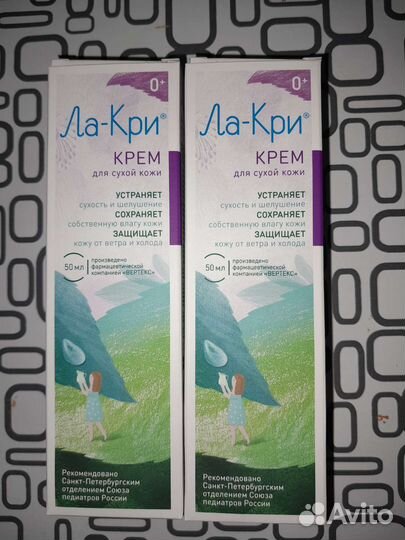 0+
Ла-Кри®
КРЕМ
для сухой кожи
УСТРАНЯЕТ
сухость и шелушение
СОХРАНЯЕТ
собственную влагу кожи
ЗАЩИЩАЕТ
кожу от ветра и холода
50 мл
произведено
фармацевтической
компанией «ВЕРТЕКС»
Рекомендовано
Санкт-Петербургским
отделением Союза
педиатров России
0+
Ла-Кри®
КРЕМ
для сухой кожи
УСТРАНЯЕТ
сухость и шелушение
СОХРАНЯЕТ
собственную влагу кожи
ЗАЩИЩАЕТ
кожу от ветра и холода
50 мл
произведено
фармацевтической
компанией «ВЕРТЕКС»
Рекомендовано
Санкт-Петербургским
отделением Союза
педиатров России
Avito